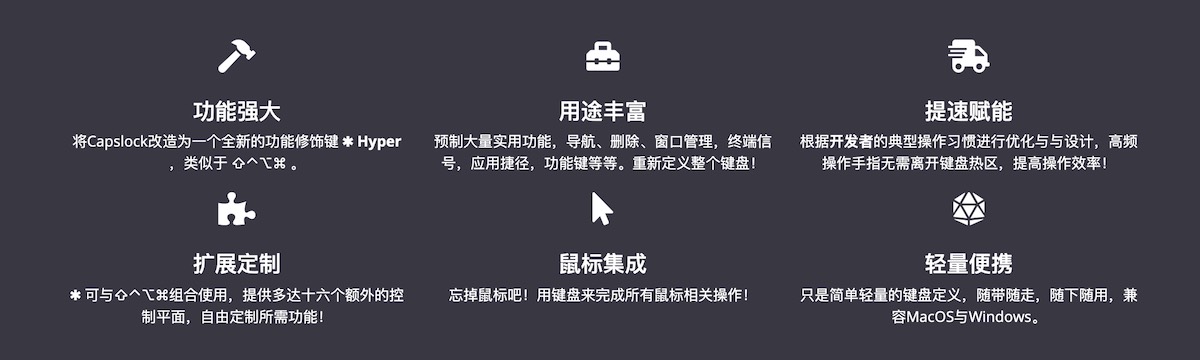 功能强大
将Capslock改造为一个全新的功能修饰键 ✱ Hyper
，类似于 ⇧⌃⌥⌘ 。
用途丰富
预制大量实用功能，导航、删除、窗口管理，终端信
号，应用捷径，功能键等等。重新定义整个键盘！
提速赋能
根据开发者的典型操作习惯进行优化与与设计，高频
操作手指无需离开键盘热区，提高操作效率！
扩展定制
✱ 可与⇧⌃⌥⌘组合使用，提供多达十六个额外的控
制平面，自由定制所需功能！
鼠标集成
忘掉鼠标吧！用键盘来完成所有鼠标相关操作！
轻量便携
只是简单轻量的键盘定义，随带随走，随下随用，兼
容MacOS与Windows。